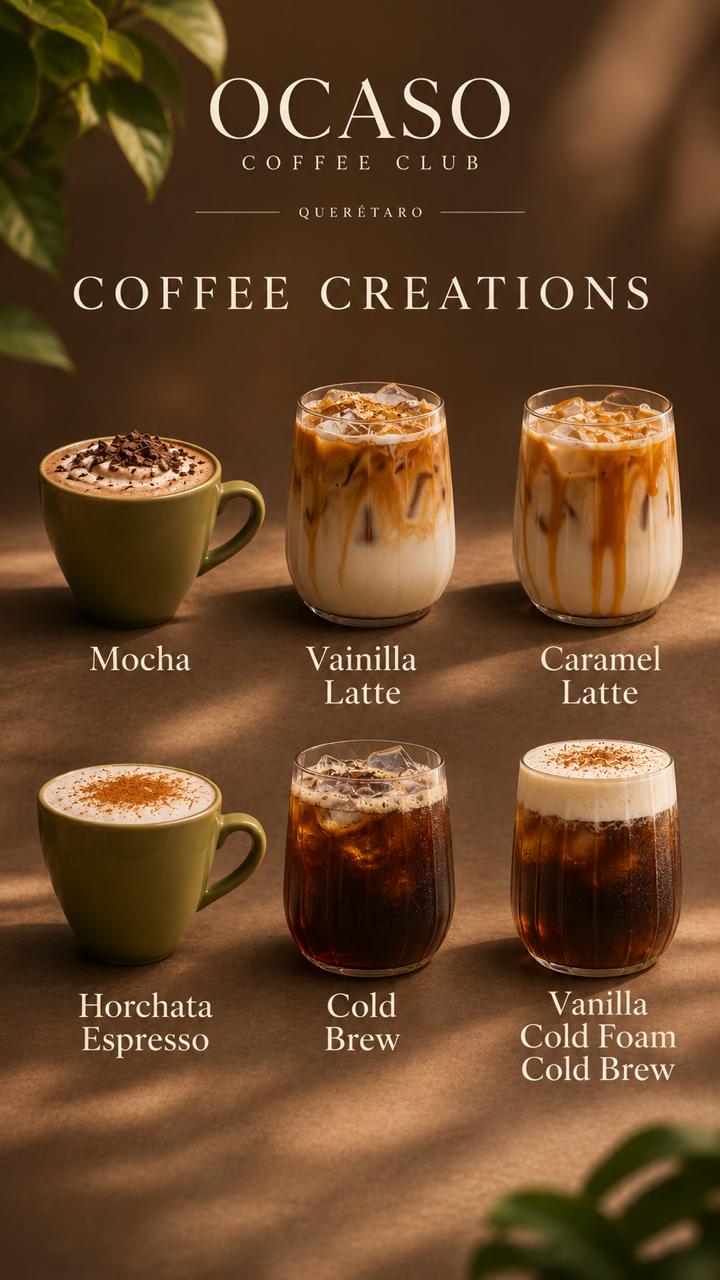 OCASO
COFFEE CLUB
QUERÉTARO
COFFEE CREATIONS
Mocha
Vainilla
Latte
Caramel
Latte
Horchata
Espresso
Cold
Brew
Vanilla
Cold Foam
Cold Brew